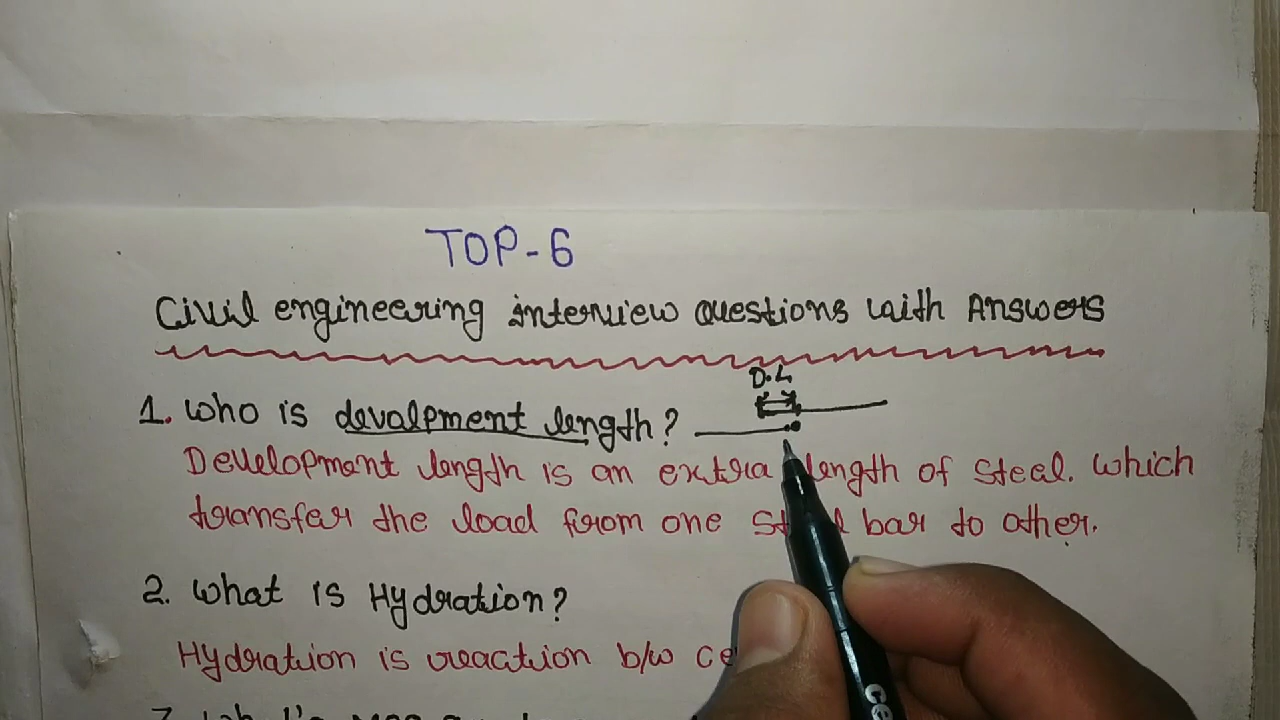 TOP-6
Civil engineering interview questions with Answers
D.L
1. Who is devalpment length?
Development length is an extra length of steel. which
transfer the load from one bar to other.
2. What is Hydration?
Hydration is reaction b/w